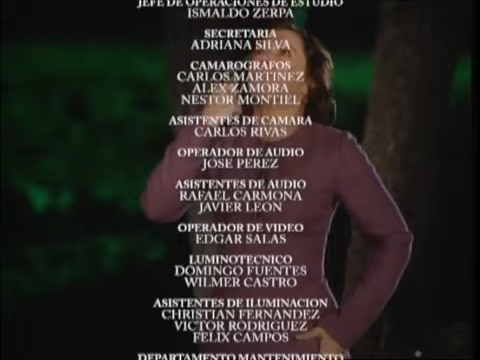 JEFE DE OPERACIONES DE ESTUDIO
ISMALDO ZERPA
SECRETARIA
ADRIANA SILVA
CAMAROGRAFOS
CARLOS MARTINEZ
ALEX ZAMORA
NESTOR MONTIEL
ASISTENTES DE CAMARA
CARLOS RIVAS
OPERADOR DE AUDIO
JOSE PEREZ
ASISTENTES DE AUDIO
RAFAEL CARMONA
JAVIER LEON
OPERADOR DE VIDEO
EDGAR SALAS
LUMINOTECNICO
DOMINGO FUENTES
WILMER CASTRO
ASISTENTES DE ILUMINACION
CHRISTIAN FERNANDEZ
VICTOR RODRIGUEZ
FELIX CAMPOS
DEPARTAMENTO MANTENIMIENTO